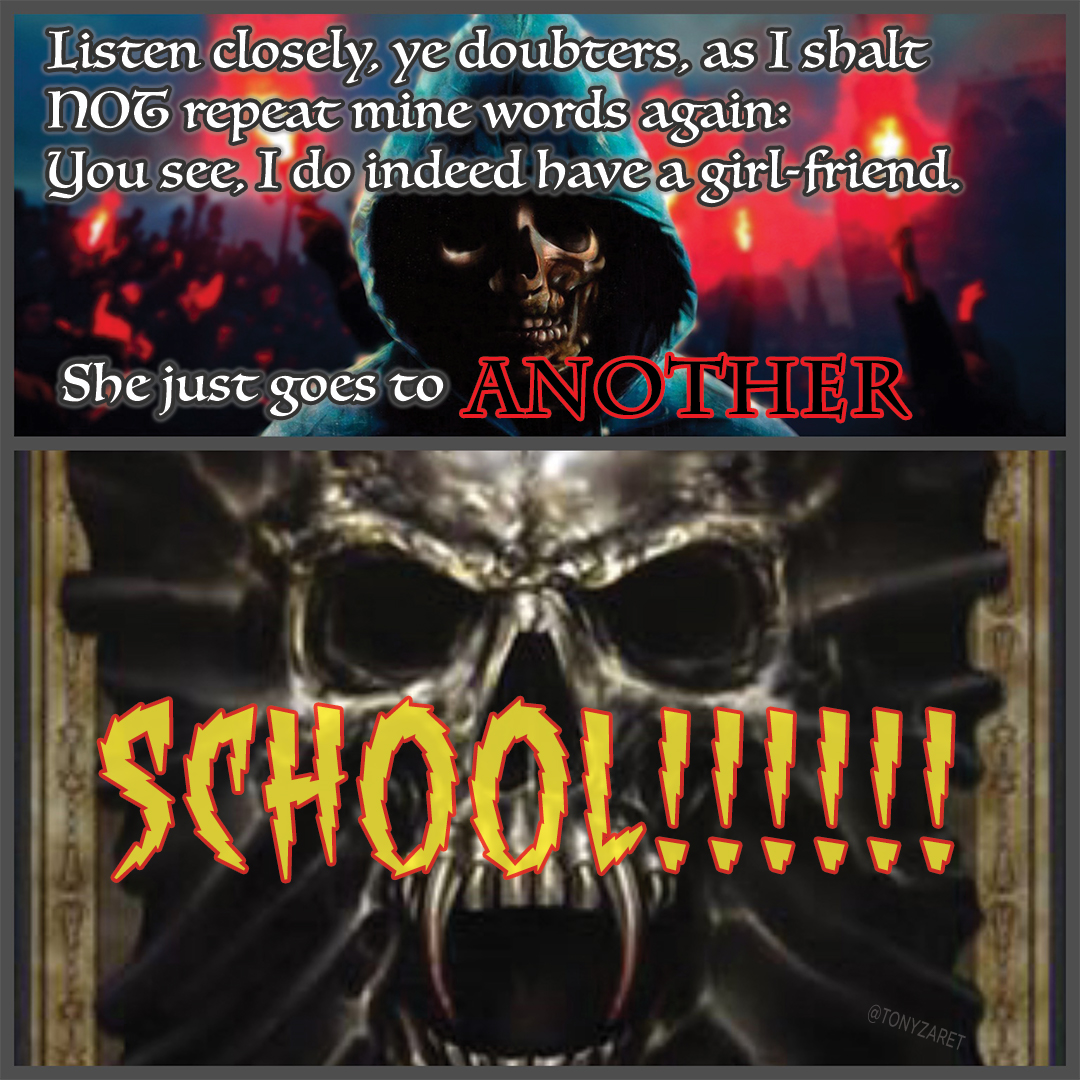 Listen closely, ye doubters, as I shalt
NOT repeat mine words again:
You see, I do indeed have a girl-friend.
She just goes to ANOTHER
SCHOOL!!!!!!
@TONYZARET